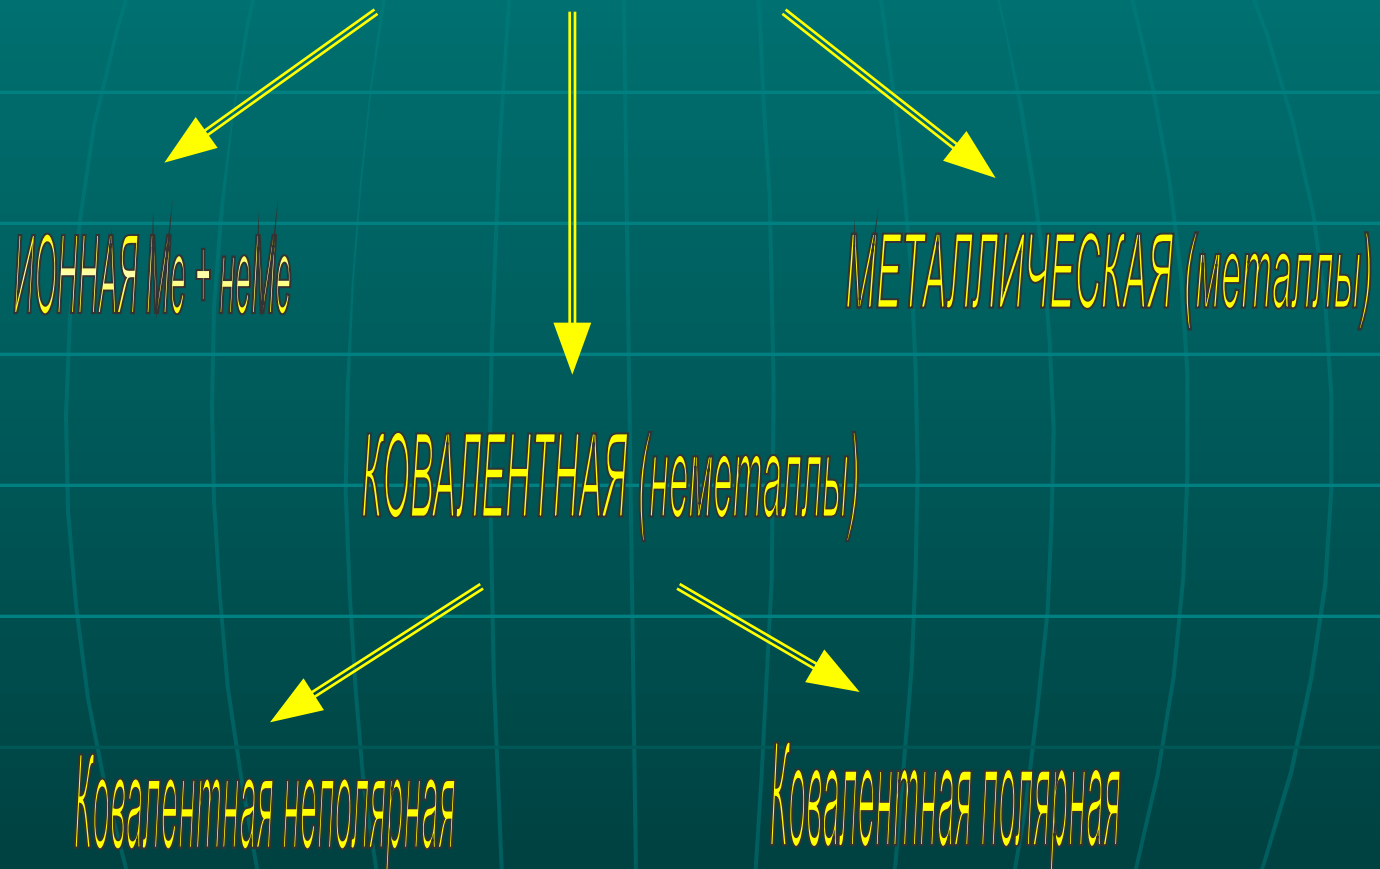 ИОННАЯ Ме + неМе
МЕТАЛЛИЧЕСКАЯ (металлы)
КОВАЛЕНТНАЯ (неметаллы)
Ковалентная неполярная
Ковалентная полярная